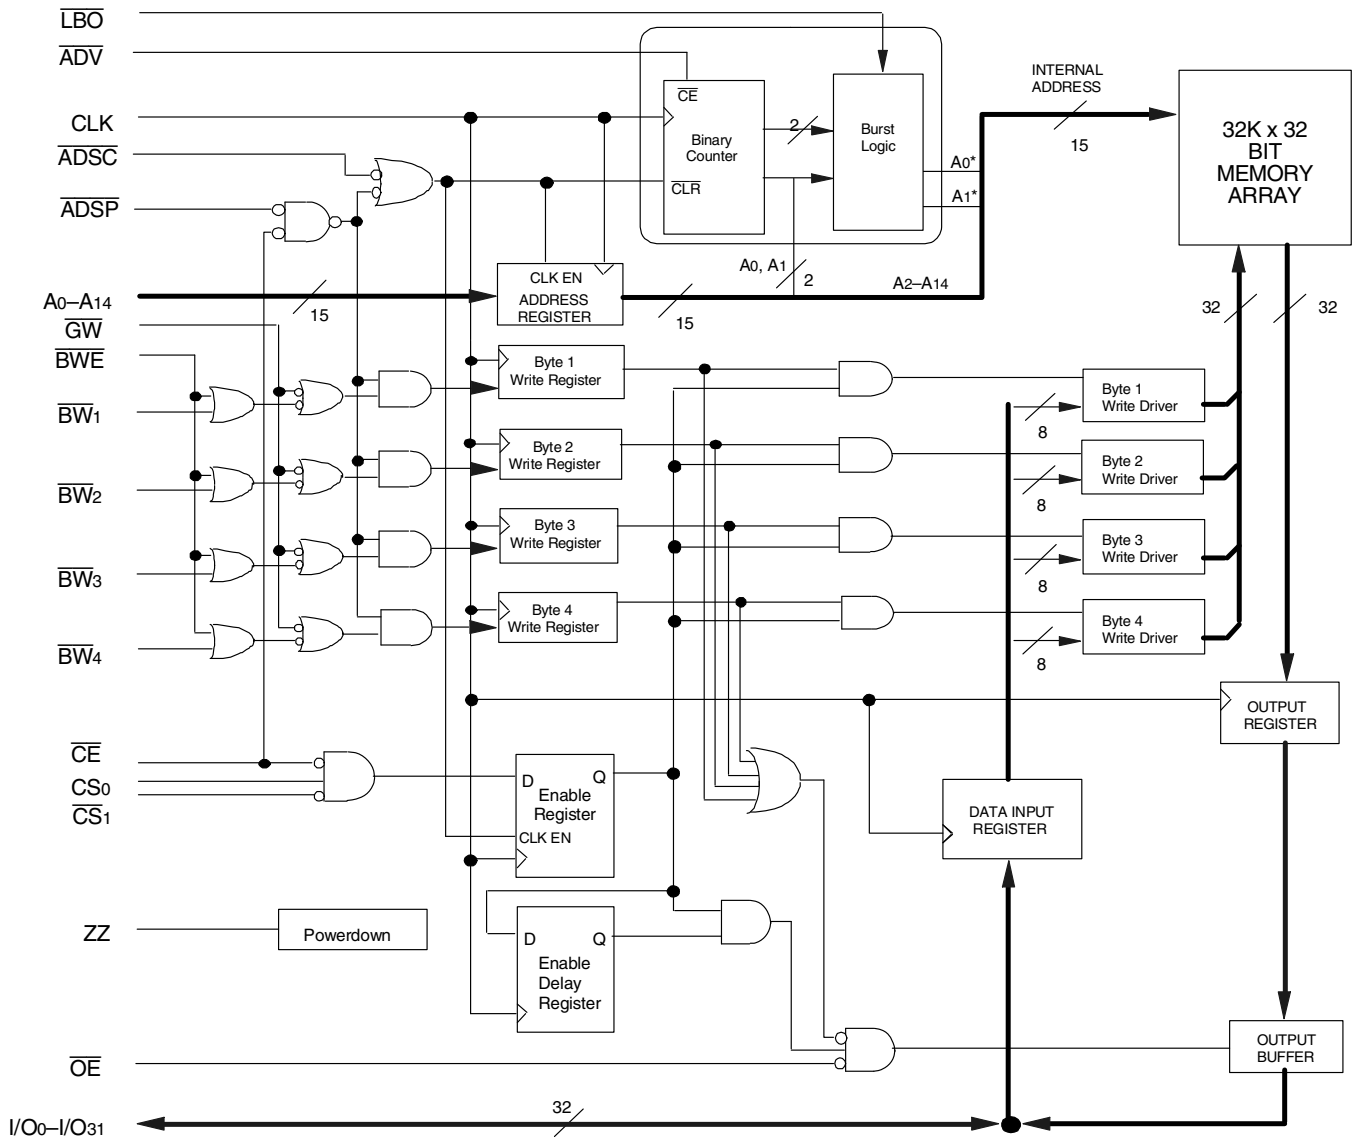 LBO
ADV
CLK
ADSC
ADSP
A0–A14
GW
BWE
BW1
BW2
BW3
BW4
CE
CS0
CS1
ZZ
OE
I/O0–I/O31
CE
Binary
Counter
CLR
2
Burst
Logic
A0*
A1*
A0, A1
2
A2–A14
INTERNAL
ADDRESS
15
32K x 32
BIT
MEMORY
ARRAY
15
CLK EN
ADDRESS
REGISTER
15
32
32
Byte 1
Write Register
Byte 2
Write Register
Byte 3
Write Register
Byte 4
Write Register
Byte 1
Write Driver
8
Byte 2
Write Driver
8
Byte 3
Write Driver
8
Byte 4
Write Driver
8
OUTPUT
REGISTER
D
Q
Enable
Register
CLK EN
DATA INPUT
REGISTER
Powerdown
D
Q
Enable
Delay
Register
OUTPUT
BUFFER
32